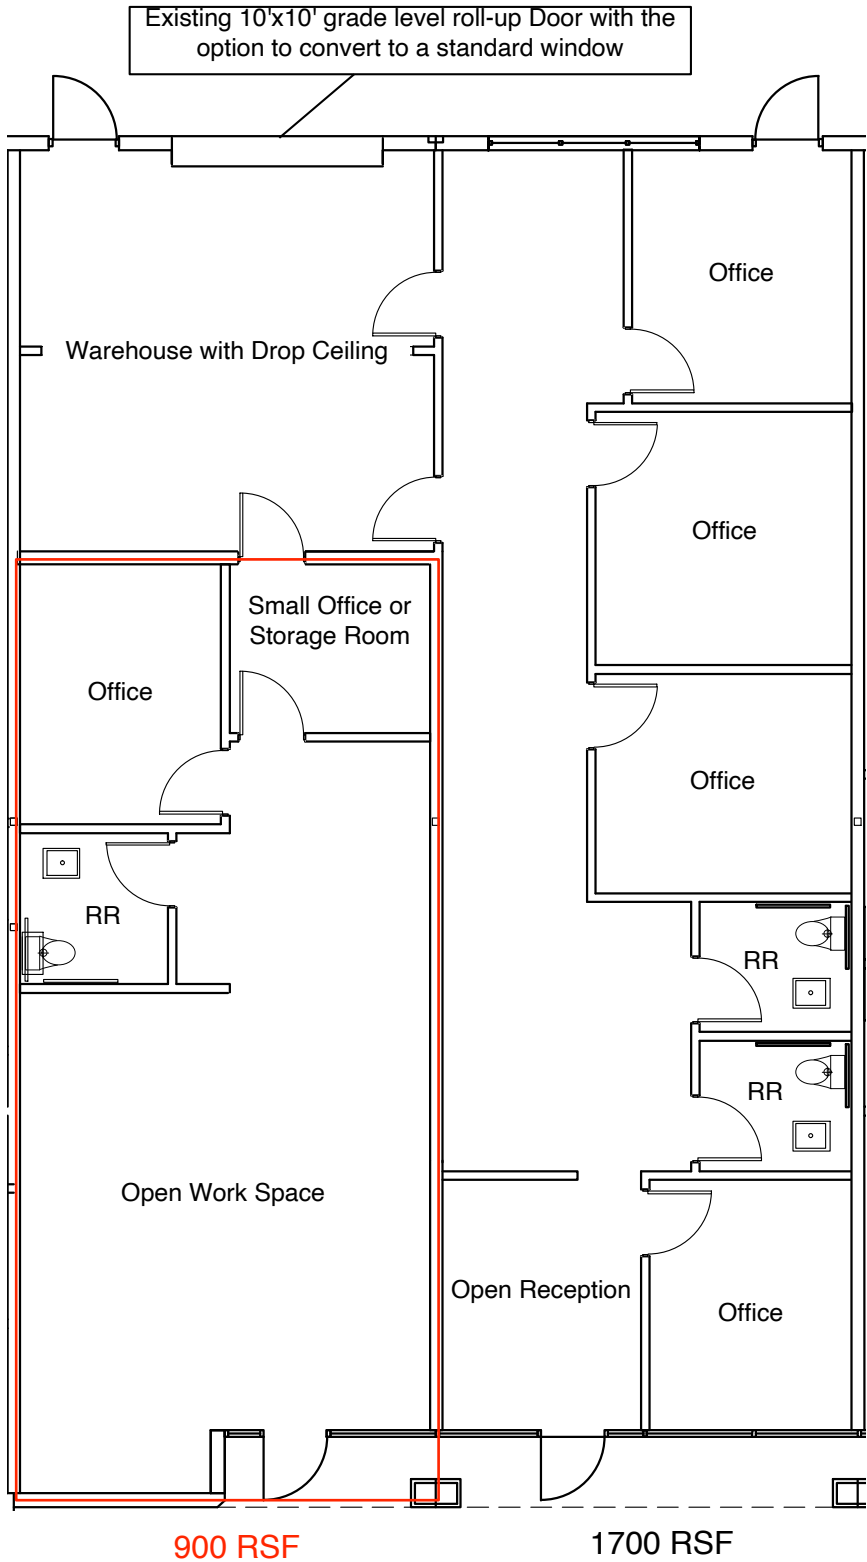 Existing 10'x10' grade level roll-up Door with the
option to convert to a standard window
Office
Warehouse with Drop Ceiling
Office
Small Office or
Storage Room
Office
Office
RR
RR
RR
Open Work Space
Open Reception
Office
900 RSF
1700 RSF